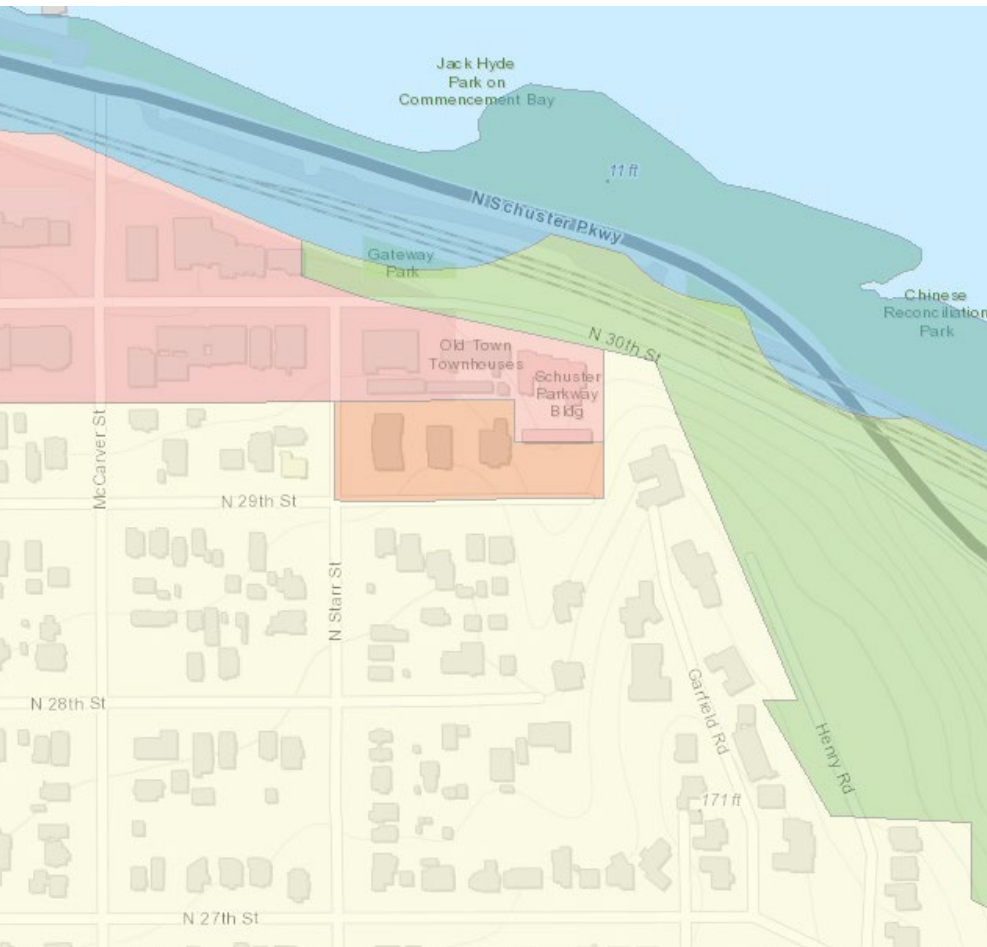 Jack Hyde
Park on
Commencement Bay
11 ft
N Schuster Pkwy
Gateway
Park
Chinese
Reconciliation
Park
N 30th St
Old Town
Townhouses
Schuster
Parkway
Bldg
McCarver St
N 29th St
N Starr St
N 28th St
Garfield Rd
Henry Rd
171 ft
N 27th St